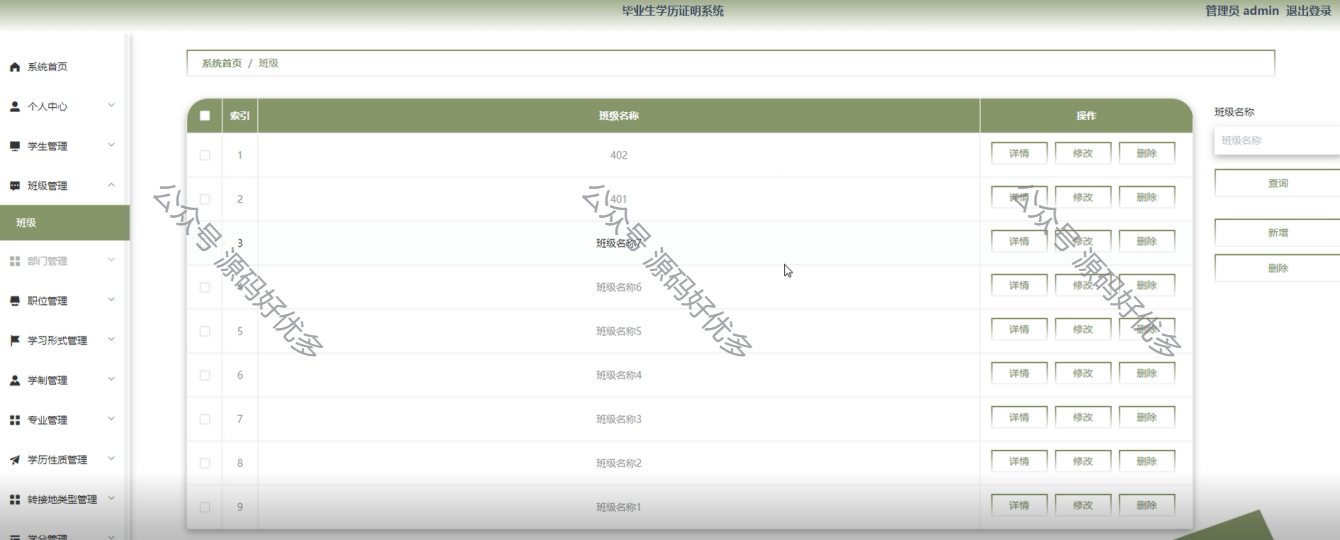 毕业生学历证明系统
管理员 admin 退出登录
系统首页
个人中心
学生管理
班级管理
班级
部门管理
职位管理
学习形式管理
学制管理
专业管理
学历性质管理
转接地类型管理
学分管理
系统首页 / 班级
索引 班级名称 操作
1 402 详情 修改 删除
2 401 详情 修改 删除
3 班级名称7 详情 修改 删除
4 班级名称6 详情 修改 删除
5 班级名称5 详情 修改 删除
6 班级名称4 详情 修改 删除
7 班级名称3 详情 修改 删除
8 班级名称2 详情 修改 删除
9 班级名称1 详情 修改 删除
班级名称
班级名称
查询
新增
删除
公众号 源码好优多
公众号 源码好优多
公众号 源码好优多